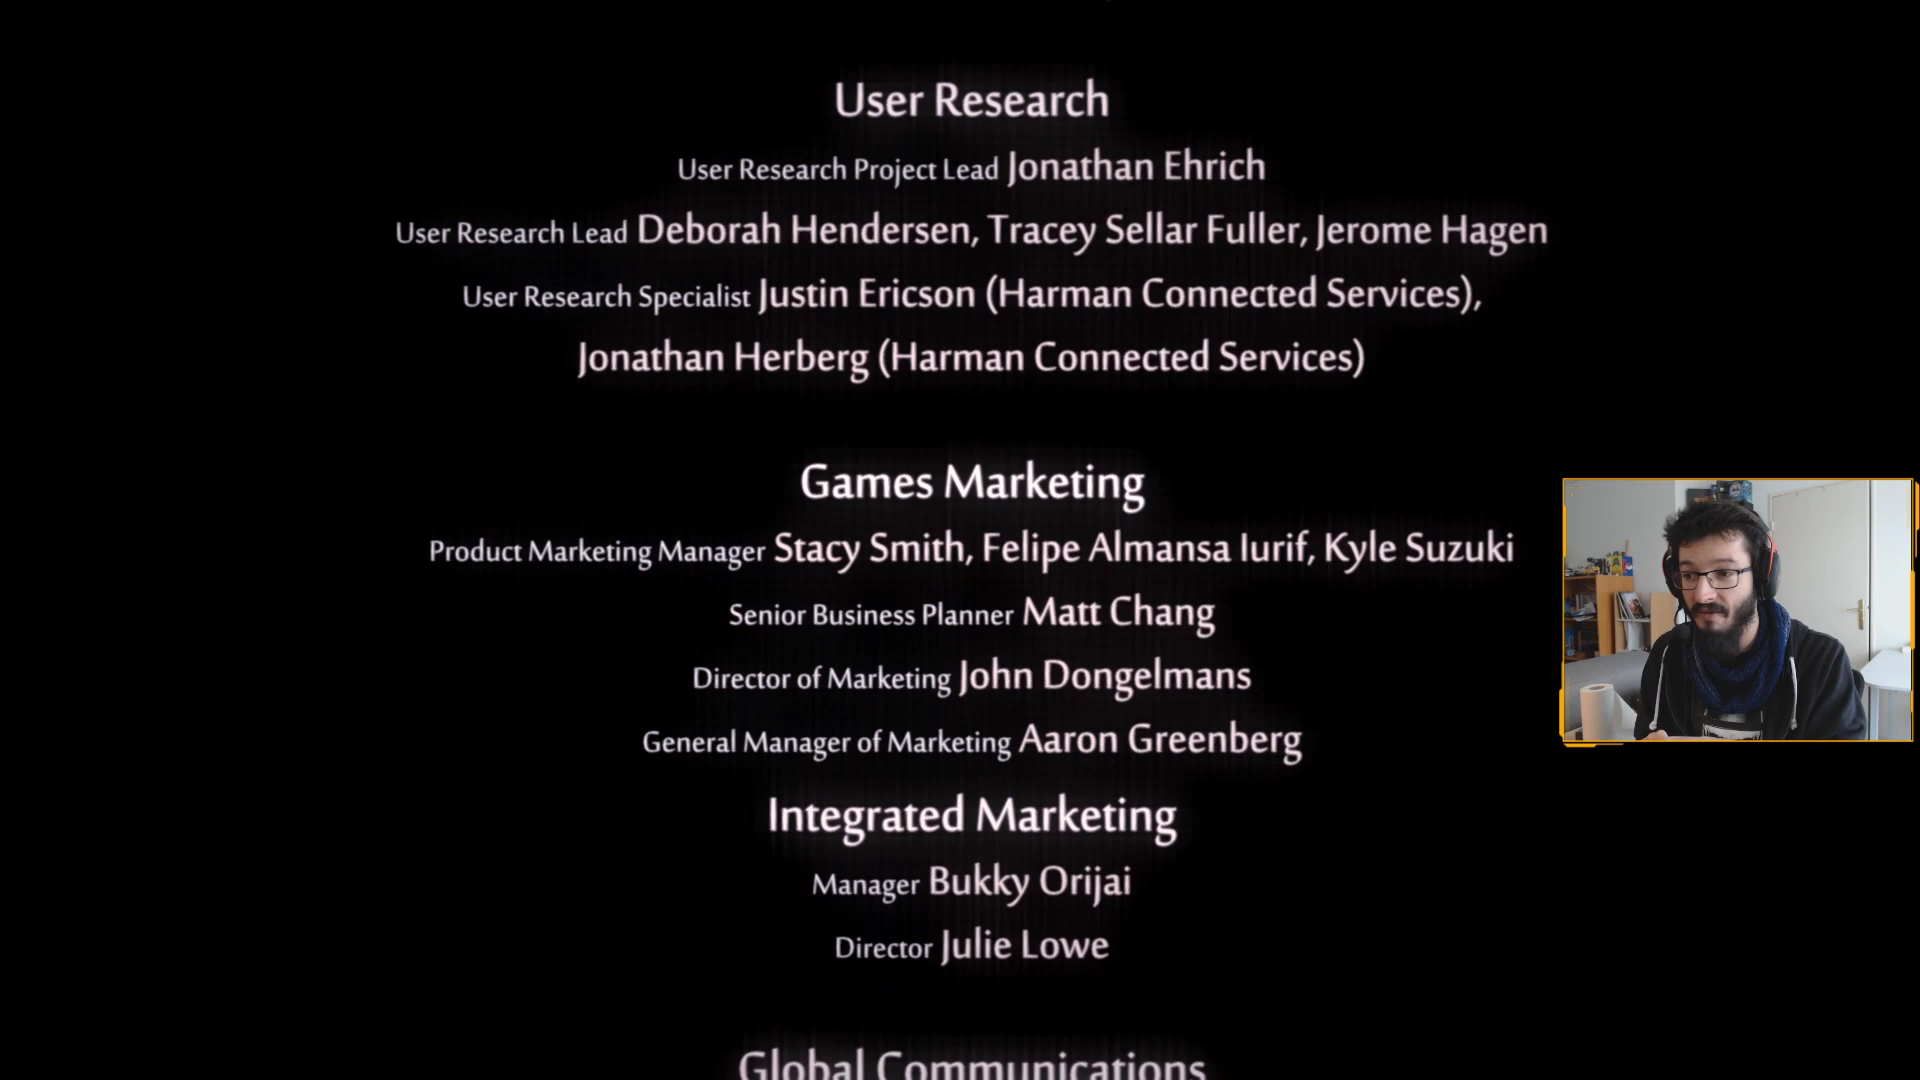 User Research
User Research Project Lead Jonathan Ehrich
User Research Lead Deborah Hendersen, Tracey Sellar Fuller, Jerome Hagen
User Research Specialist Justin Ericson (Harman Connected Services),
Jonathan Herberg (Harman Connected Services)
Games Marketing
Product Marketing Manager Stacy Smith, Felipe Almansa Iurif, Kyle Suzuki
Senior Business Planner Matt Chang
Director of Marketing John Dongelmans
General Manager of Marketing Aaron Greenberg
Integrated Marketing
Manager Bukky Orijai
Director Julie Lowe
Global Communications